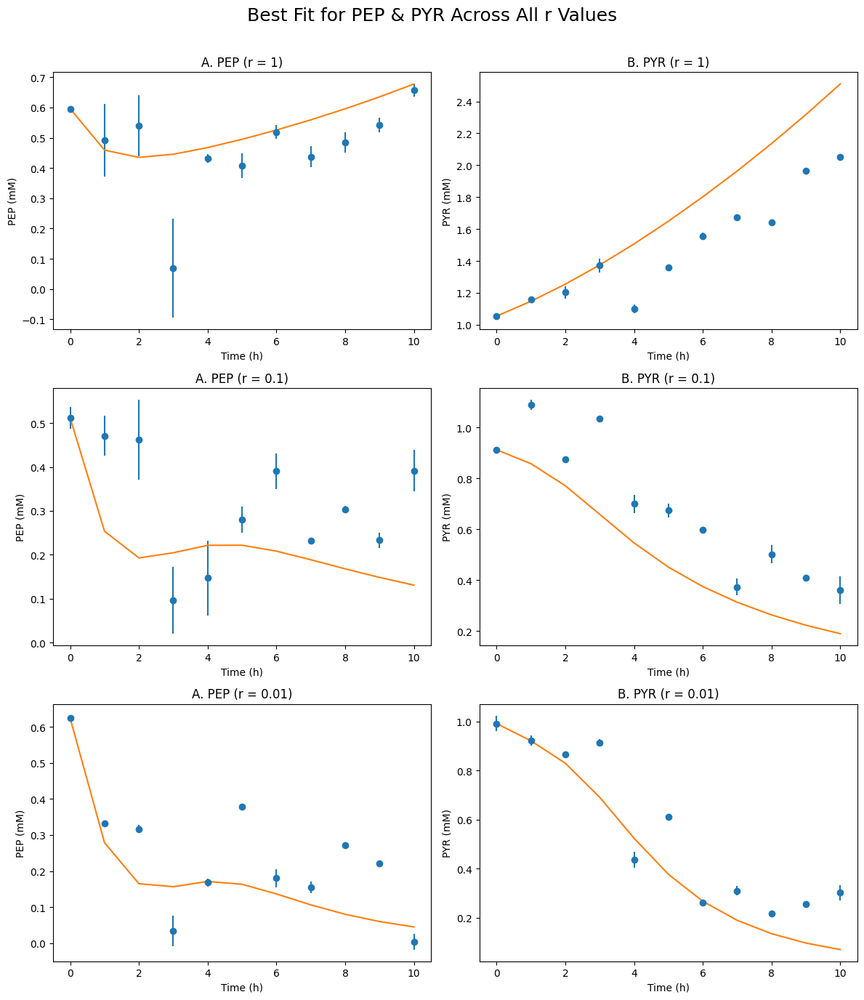 Best Fit for PEP & PYR Across All r Values
A. PEP (r = 1)
PEP (mM)
0.7
0.6
0.5
0.4
0.3
0.2
0.1
0.0
−0.1
0 2 4 6 8 10
Time (h)
B. PYR (r = 1)
PYR (mM)
2.4
2.2
2.0
1.8
1.6
1.4
1.2
1.0
0 2 4 6 8 10
Time (h)
A. PEP (r = 0.1)
PEP (mM)
0.5
0.4
0.3
0.2
0.1
0.0
0 2 4 6 8 10
Time (h)
B. PYR (r = 0.1)
PYR (mM)
1.0
0.8
0.6
0.4
0.2
0 2 4 6 8 10
Time (h)
A. PEP (r = 0.01)
PEP (mM)
0.6
0.5
0.4
0.3
0.2
0.1
0.0
0 2 4 6 8 10
Time (h)
B. PYR (r = 0.01)
PYR (mM)
1.0
0.8
0.6
0.4
0.2
0 2 4 6 8 10
Time (h)